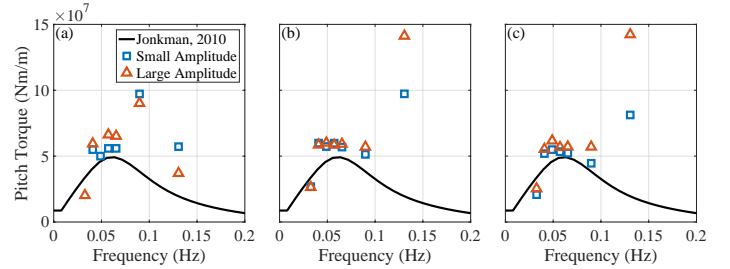 15 ×10⁷
(a)
Jonkman, 2010
Small Amplitude
Large Amplitude
(b)
(c)
10
5
0
Pitch Torque (Nm/m)
0 0.05 0.1 0.15 0.2
0 0.05 0.1 0.15 0.2
0 0.05 0.1 0.15 0.2
Frequency (Hz)
Frequency (Hz)
Frequency (Hz)